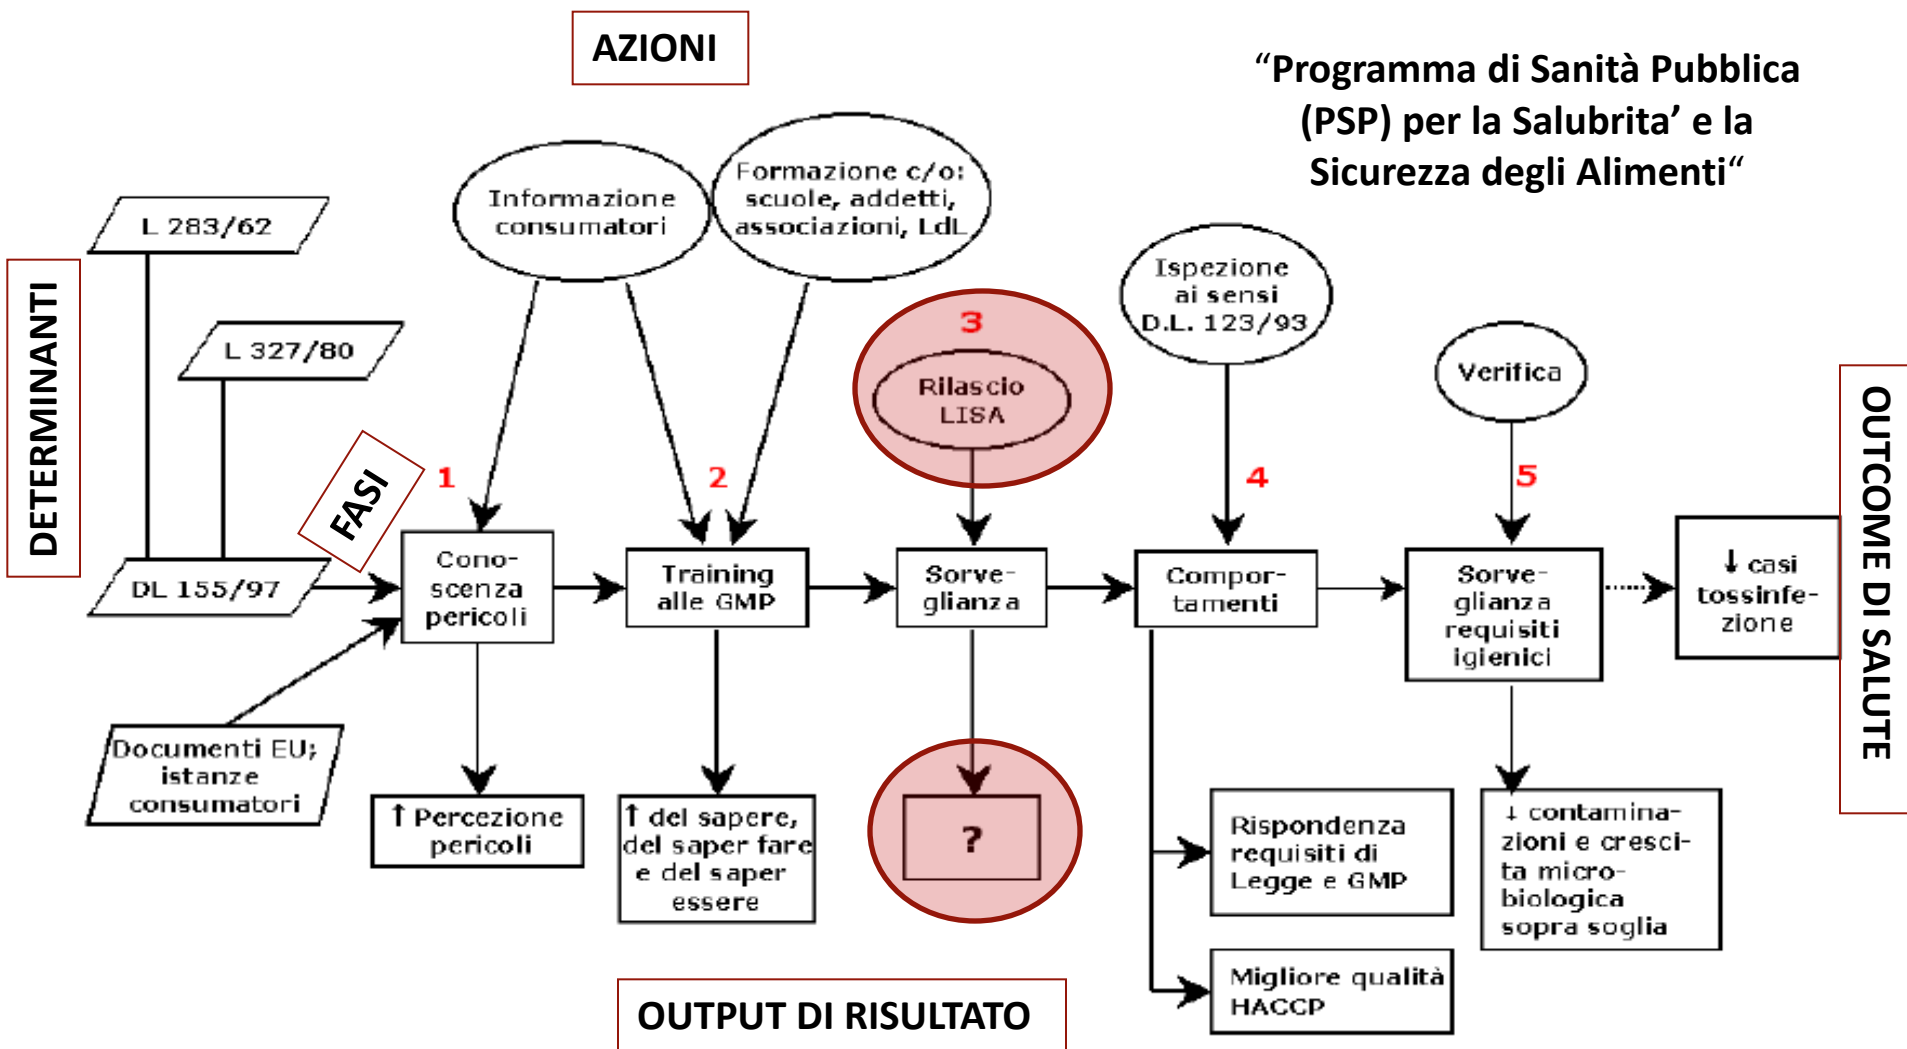 AZIONI
“Programma di Sanità Pubblica
(PSP) per la Salubrita’ e la
Sicurezza degli Alimenti“
Informazione
consumatori
Formazione c/o:
scuole, addetti,
associazioni, LdL
L 283/62
L 327/80
DL 155/97
DETERMINANTI
Ispezione
ai sensi
D.L. 123/93
3
Rilascio
LISA
Verifica
OUTCOME DI SALUTE
FASI
1
2
4
5
Cono-
scenza
pericoli
Training
alle GMP
Sorve-
glianza
Compor-
tamenti
Sorve-
glianza
requisiti
igienici
↓ casi
tossinfe-
zione
Documenti EU;
istanze
consumatori
↑ Percezione
pericoli
↑ del sapere,
del saper fare
e del saper
essere
?
Rispondenza
requisiti di
Legge e GMP
Migliore qualità
HACCP
↓ contamina-
zioni e cresci-
ta micro-
biologica
sopra soglia
OUTPUT DI RISULTATO